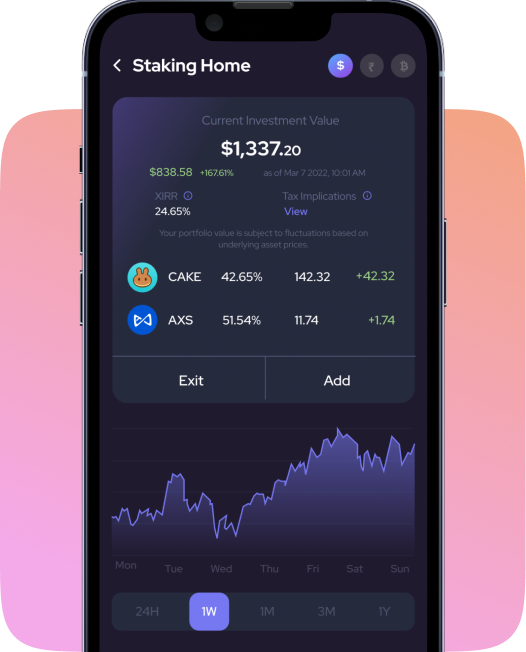 Staking Home $ ₹ ₿
Current Investment Value
$1,337.20
$838.58 +167.61% as of Mar 7 2022, 10:01 AM
XIRR Tax Implications
24.65% View
Your portfolio value is subject to fluctuations based on
underlying asset prices.
CAKE 42.65% 142.32 +42.32
AXS 51.54% 11.74 +1.74
Exit Add
Mon Tue Wed Thu Fri Sat Sun
24H 1W 1M 3M 1Y